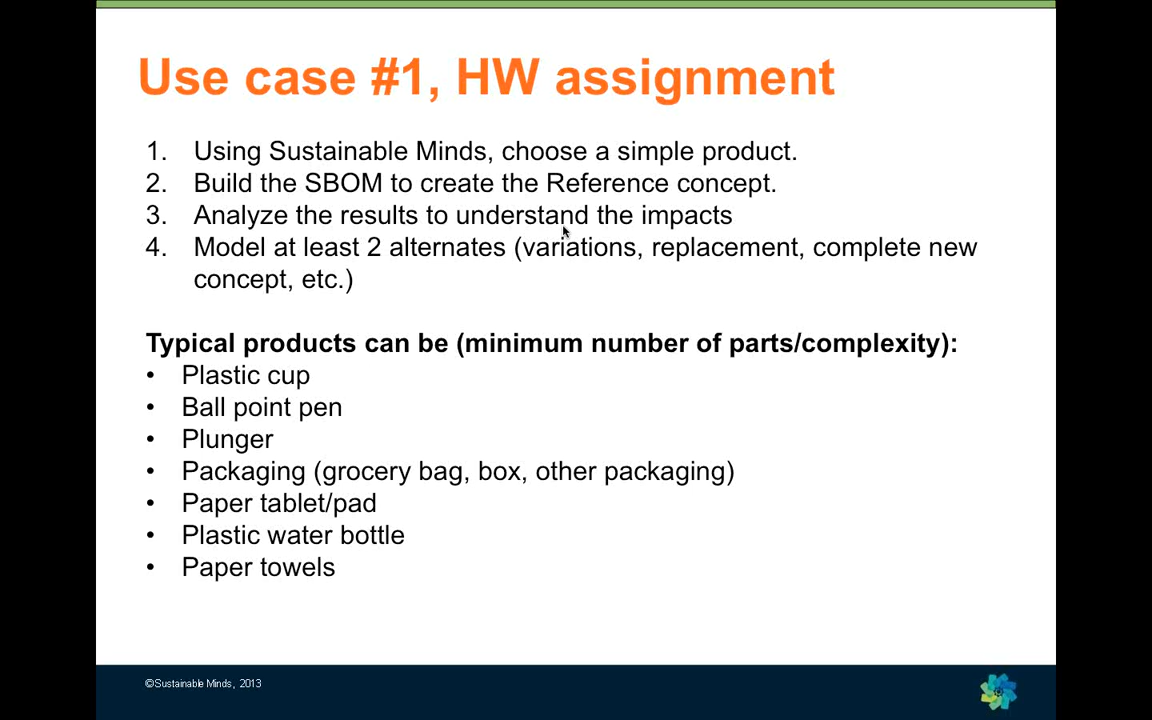 Use case #1, HW assignment
1. Using Sustainable Minds, choose a simple product.
2. Build the SBOM to create the Reference concept.
3. Analyze the results to understand the impacts
4. Model at least 2 alternates (variations, replacement, complete new
concept, etc.)
Typical products can be (minimum number of parts/complexity):
• Plastic cup
• Ball point pen
• Plunger
• Packaging (grocery bag, box, other packaging)
• Paper tablet/pad
• Plastic water bottle
• Paper towels
©Sustainable Minds, 2013